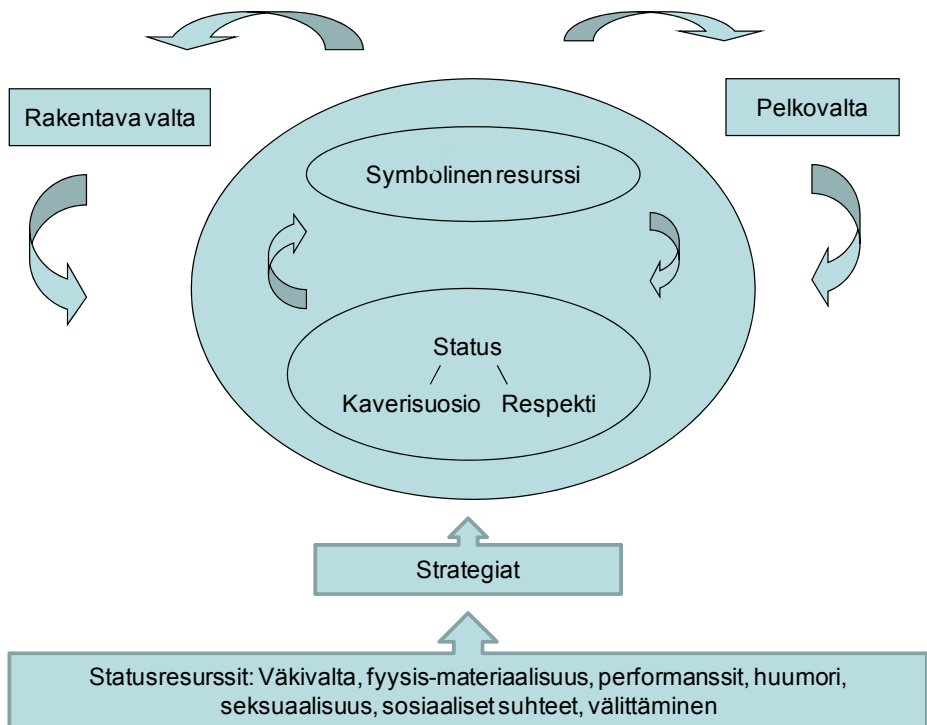 Rakentava valta
Pelkovalta
Symbolinen resurssi
Status
Kaverisuosio Respekti
Strategiat
Statusresurssit: Väkivalta, fyysis-materiaalisuus, performanssit, huumori,
seksuaalisuus, sosiaaliset suhteet, välittäminen